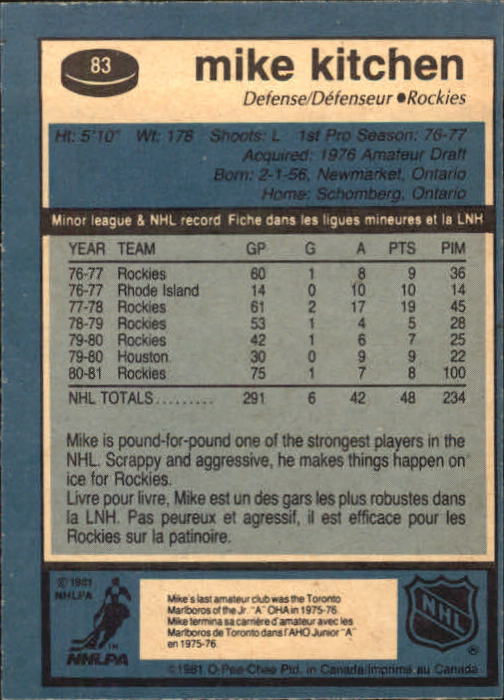 83
mike kitchen
Defense/Défenseur ●Rockies
Ht: 5'10" Wt: 178 Shoots: L 1st Pro Season: 76-77
Acquired: 1976 Amateur Draft
Born: 2-1-56, Newmarket, Ontario
Home: Schomberg, Ontario
Minor league & NHL record Fiche dans les ligues mineures et la LNH
YEAR TEAM GP G A PTS PIM
76-77 Rockies 60 1 8 9 36
76-77 Rhode Island 14 0 10 10 14
77-78 Rockies 61 2 17 19 45
78-79 Rockies 53 1 4 5 28
79-80 Rockies 42 1 6 7 25
79-80 Houston 30 0 9 9 22
80-81 Rockies 75 1 7 8 100
NHL TOTALS......... 291 6 42 48 234
Mike is pound-for-pound one of the strongest players in the
NHL. Scrappy and aggressive, he makes things happen on
ice for Rockies.
Livre pour livre, Mike est un des gars les plus robustes dans
la LNH. Pas peureux et agressif, il est efficace pour les
Rockies sur la patinoire.
© 1981
NHLPA
NHLPA
Mike's last amateur club was the Toronto
Marlboros of the Jr. "A" OHA in 1975-76.
Mike termina sa carrière d'amateur avec les
Marlboros de Toronto dans l'AHO Junior "A"
en 1975-76.
NHL
®
©1981 O-Pee-Chee Ptd. in Canada/Imprimé au Canada